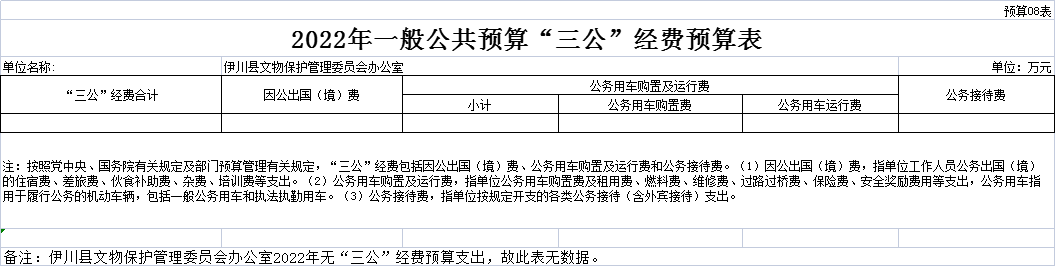 预算08表
2022年一般公共预算“三公”经费预算表
单位名称: 伊川县文物保护管理委员会办公室 单位：万元
“三公”经费合计 因公出国（境）费 公务用车购置及运行费 公务接待费
小计 公务用车购置费 公务用车运行费
注：按照党中央、国务院有关规定及部门预算管理有关规定，“三公”经费包括因公出国（境）费、公务用车购置及运行费和公务接待费。（1）因公出国（境）费，指单位工作人员公务出国（境）
的住宿费、差旅费、伙食补助费、杂费、培训费等支出。（2）公务用车购置及运行费，指单位公务用车购置费及租用费、燃料费、维修费、过路过桥费、保险费、安全奖励费用等支出，公务用车指
用于履行公务的机动车辆，包括一般公务用车和执法执勤用车。（3）公务接待费，指单位按规定开支的各类公务接待（含外宾接待）支出。
备注：伊川县文物保护管理委员会办公室2022年无“三公”经费预算支出，故此表无数据。